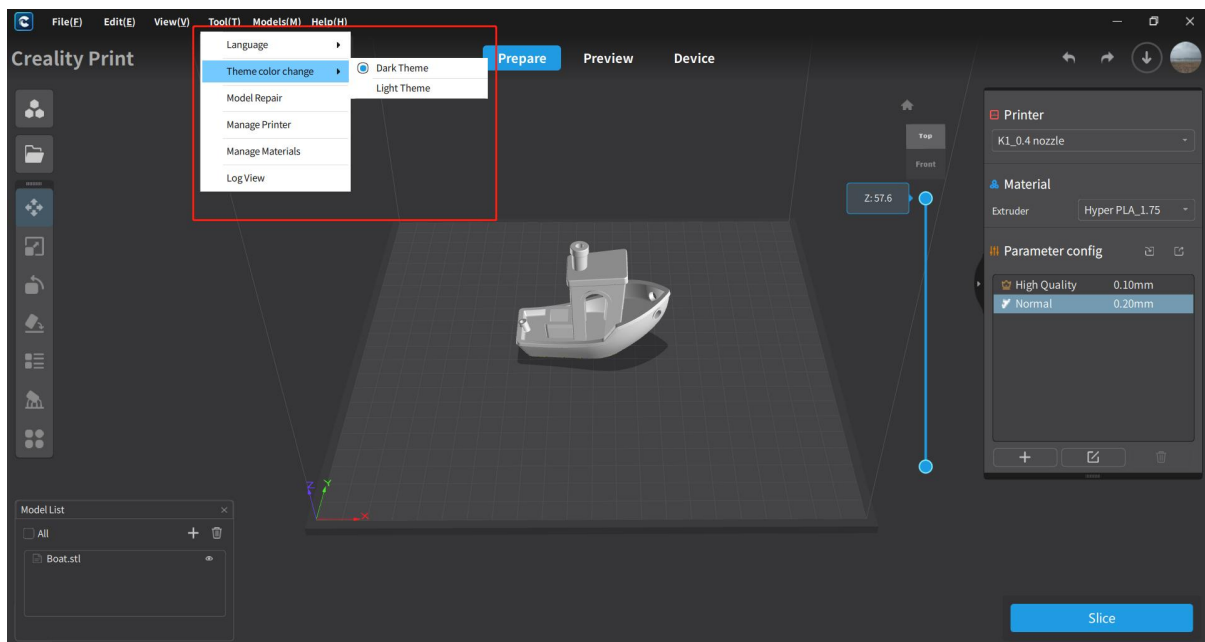 File(F) Edit(E) View(V) Tool(T) Models(M) Help(H)
Creality Print
Language
Theme color change
Model Repair
Manage Printer
Manage Materials
Log View
Dark Theme
Light Theme
Prepare Preview Device
Top
Front
Z: 57.6
Printer
K1_0.4 nozzle
Material
Extruder Hyper PLA_1.75
Parameter config
High Quality 0.10mm
Normal 0.20mm
Z Y X
Model List
All
Boat.stl
Slice